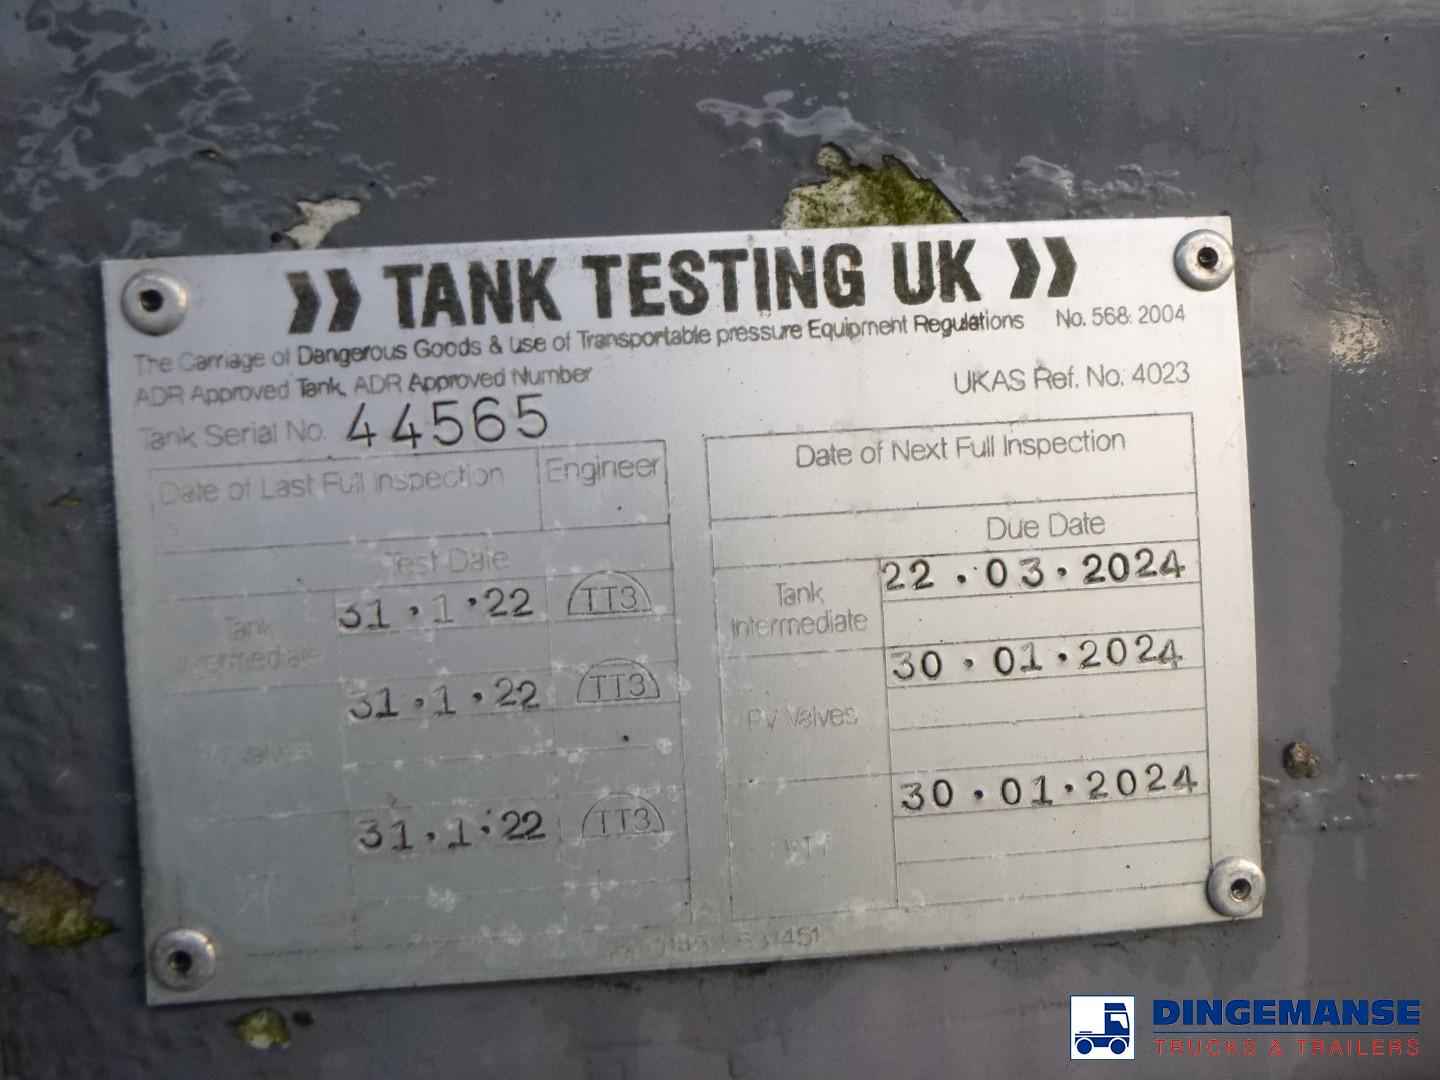 TANK TESTING UK
The Carriage of Dangerous Goods & use of Transportable pressure Equipment Regulations No. 568: 2004
ADR Approved Tank, ADR Approved Number
UKAS Ref. No. 4023
Tank Serial No. 44565
Date of Last Full Inspection Engineer
Test Date
Tank Intermediate 31.1.22 TT3
31.1.22 TT3
31.1.22 TT3
Date of Next Full Inspection
Due Date
Tank Intermediate 22.03.2024
PV Valves 30.01.2024
30.01.2024
DINGEMANSE
TRUCKS & TRAILERS